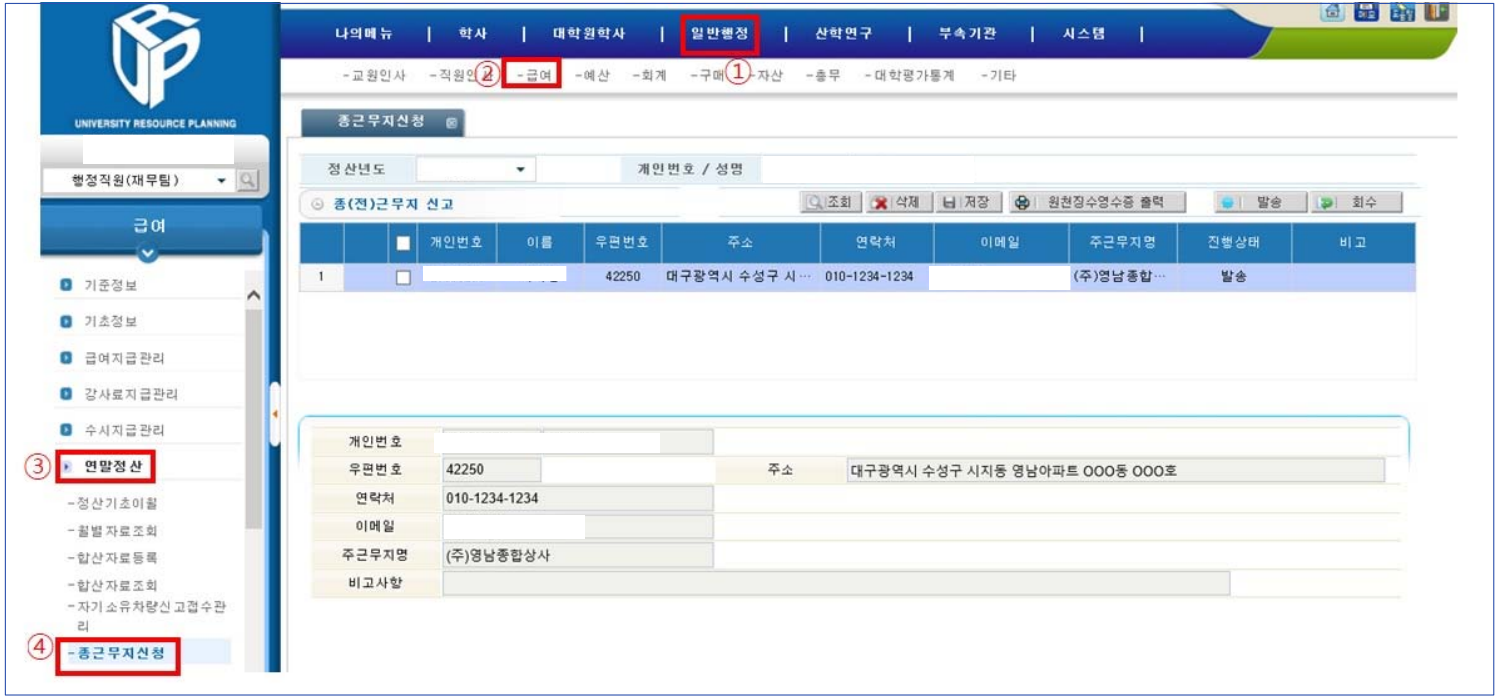 UP
UNIVERSITY RESOURCE PLANNING
나의메뉴 | 학사 | 대학원학사 | 일반행정 | 산학연구 | 부속기관 | 시스템 |
-교원인사 -직원인 ② -급여 -예산 -회계 -구매 ① -자산 -총무 -대학평가통계 -기타
종근무지신청
행정직원(재무팀)
정산년도 개인번호 / 성명
종(전)근무지 신고 조회 삭제 저장 원천징수영수증 출력 발송 회수
개인번호 이름 우편번호 주소 연락처 이메일 주근무지명 진행상태 비고
1 42250 대구광역시 수성구 시… 010-1234-1234 (주)영남종합… 발송
급여
기준정보
기초정보
급여지급관리
강사료지급관리
수시지급관리
③ 연말정산
-정산기초이월
-월별자료조회
-합산자료등록
-합산자료조회
-자기소유차량신고접수관
리
④ -종근무지신청
개인번호
우편번호 42250 주소 대구광역시 수성구 시지동 영남아파트 OOO동 OOO호
연락처 010-1234-1234
이메일
주근무지명 (주)영남종합상사
비고사항